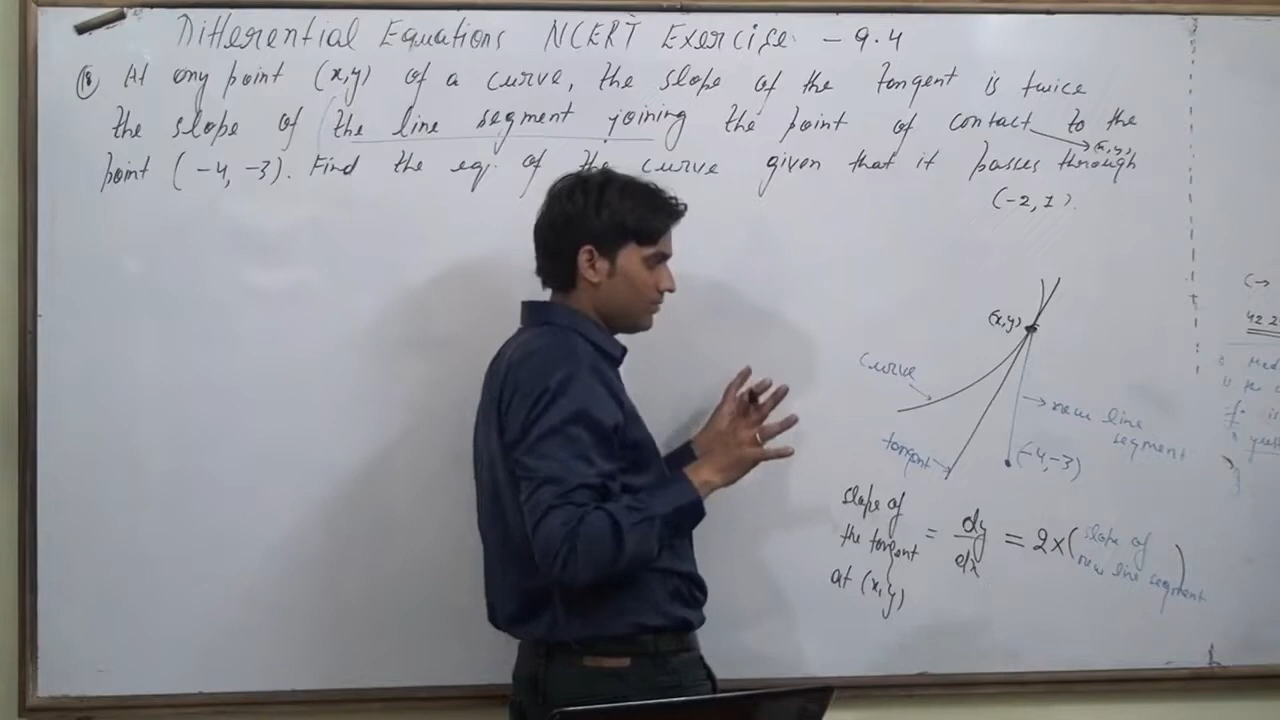 Differential Equations NCERT Exercise - 9.4
18 At any point (x,y) of a curve, the slope of the tangent is twice
the slope of the line segment joining the point of contact to the
(x,y)
point (-4,-3). Find the eq. of the curve given that it passes through
(-2,1).
(x,y)
curve
new line
segment
tangent
(-4,-3)
slope of
the tangent
at (x,y)
= dy/dx = 2x( slope of
new line segment )